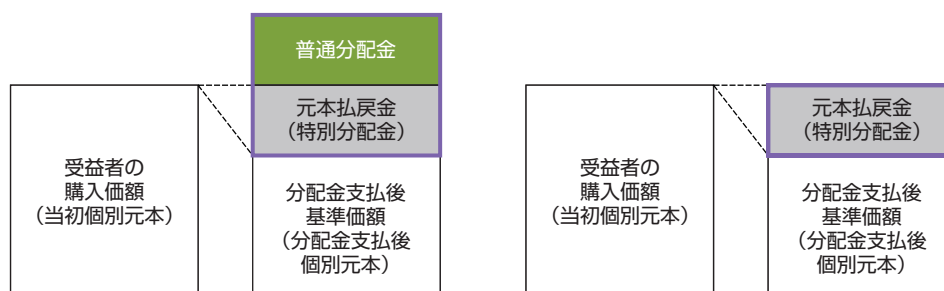 普通分配金
元本払戻金
（特別分配金）
受益者の
購入価額
（当初個別元本）
分配金支払後
基準価額
（分配金支払後
個別元本）
元本払戻金
（特別分配金）
受益者の
購入価額
（当初個別元本）
分配金支払後
基準価額
（分配金支払後
個別元本）